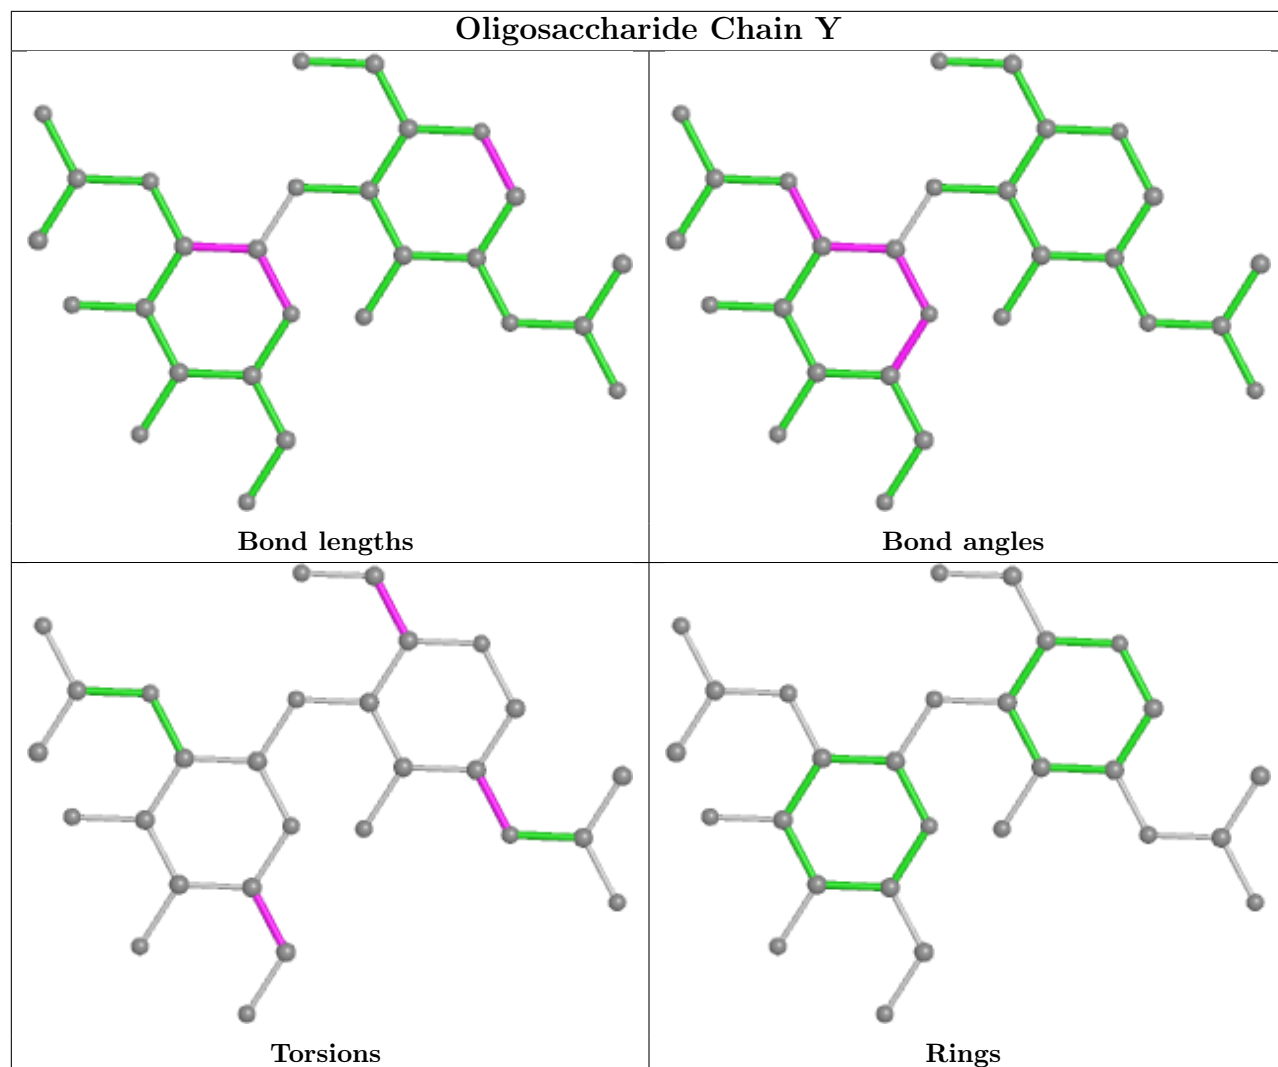 Oligosaccharide Chain Y
Bond lengths
Bond angles
Torsions
Rings